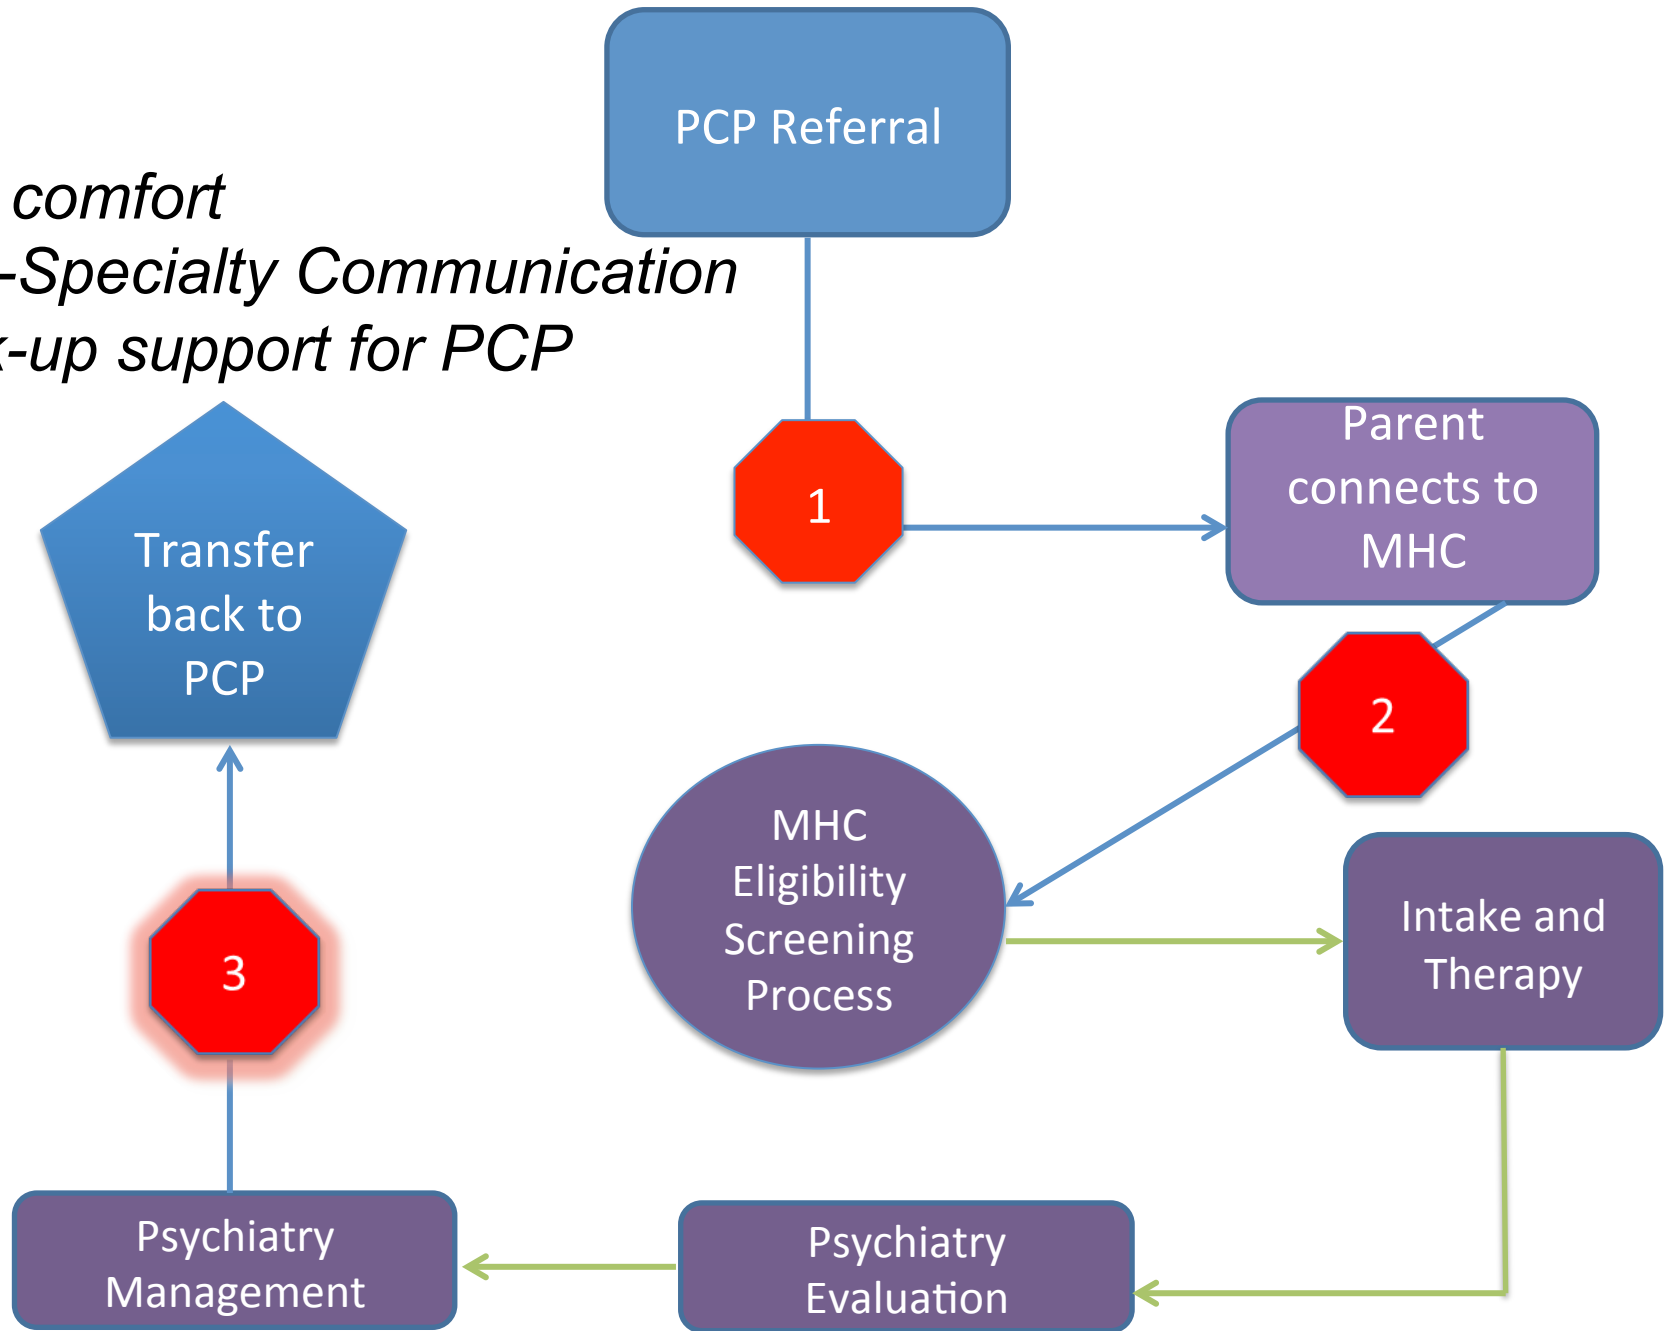 PCP Referral
comfort
-Specialty Communication
-up support for PCP
1
Parent
connects to
MHC
Transfer
back to
PCP
2
MHC
Eligibility
Screening
Process
Intake and
Therapy
3
Psychiatry
Management
Psychiatry
Evaluation